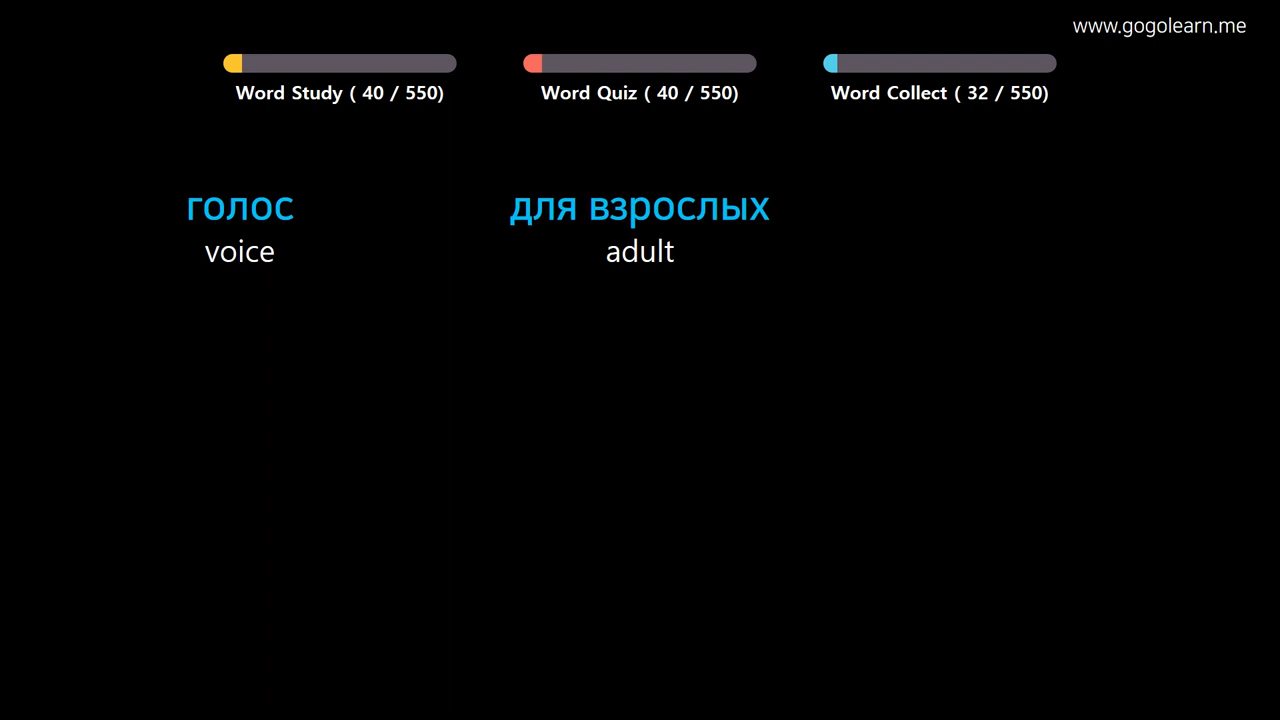 www.gogolearn.me
Word Study ( 40 / 550)
Word Quiz ( 40 / 550)
Word Collect ( 32 / 550)
голос
для взрослых
voice
adult